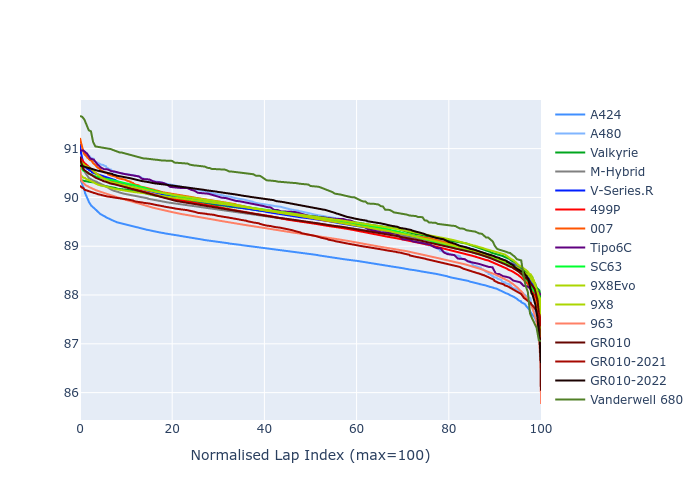 91
90
89
88
87
86
0
20
40
60
80
100
Normalised Lap Index (max=100)
A424
A480
Valkyrie
M-Hybrid
V-Series.R
499P
007
Tipo6C
SC63
9X8Evo
9X8
963
GR010
GR010-2021
GR010-2022
Vanderwell 680